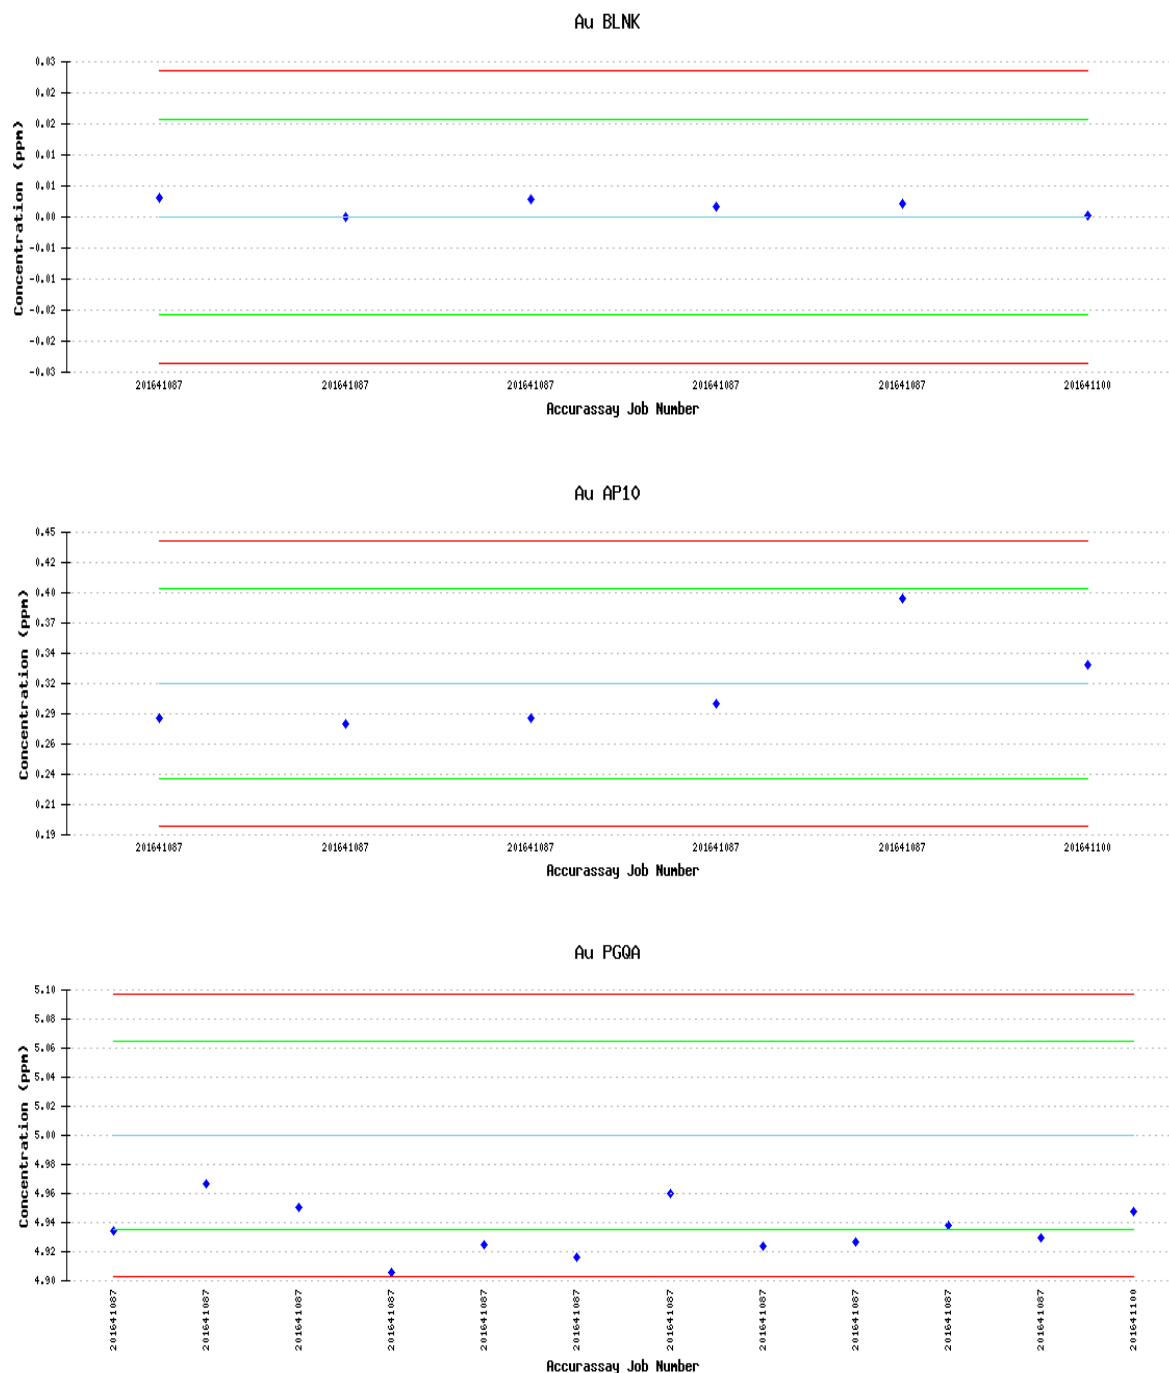 Au BLNK
Concentration (ppm)
0.03
0.02
0.02
0.01
0.01
0.00
-0.01
-0.01
-0.02
-0.02
-0.03
201641087 201641087 201641087 201641087 201641087 201641100
Accurassay Job Number
Au AP10
Concentration (ppm)
0.45
0.42
0.40
0.37
0.34
0.32
0.29
0.26
0.24
0.21
0.19
201641087 201641087 201641087 201641087 201641087 201641100
Accurassay Job Number
Au PGQA
Concentration (ppm)
5.10
5.08
5.06
5.04
5.02
5.00
4.98
4.96
4.94
4.92
4.90
201641087 201641087 201641087 201641087 201641087 201641087 201641087 201641087 201641087 201641087 201641087 201641100
Accurassay Job Number